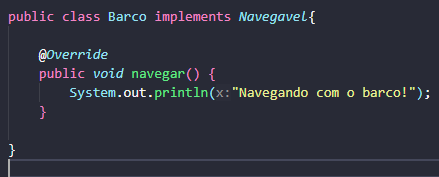 public class Barco implements Navegavel{
@Override
public void navegar() {
System.out.println(x:"Navegando com o barco!");
}
}